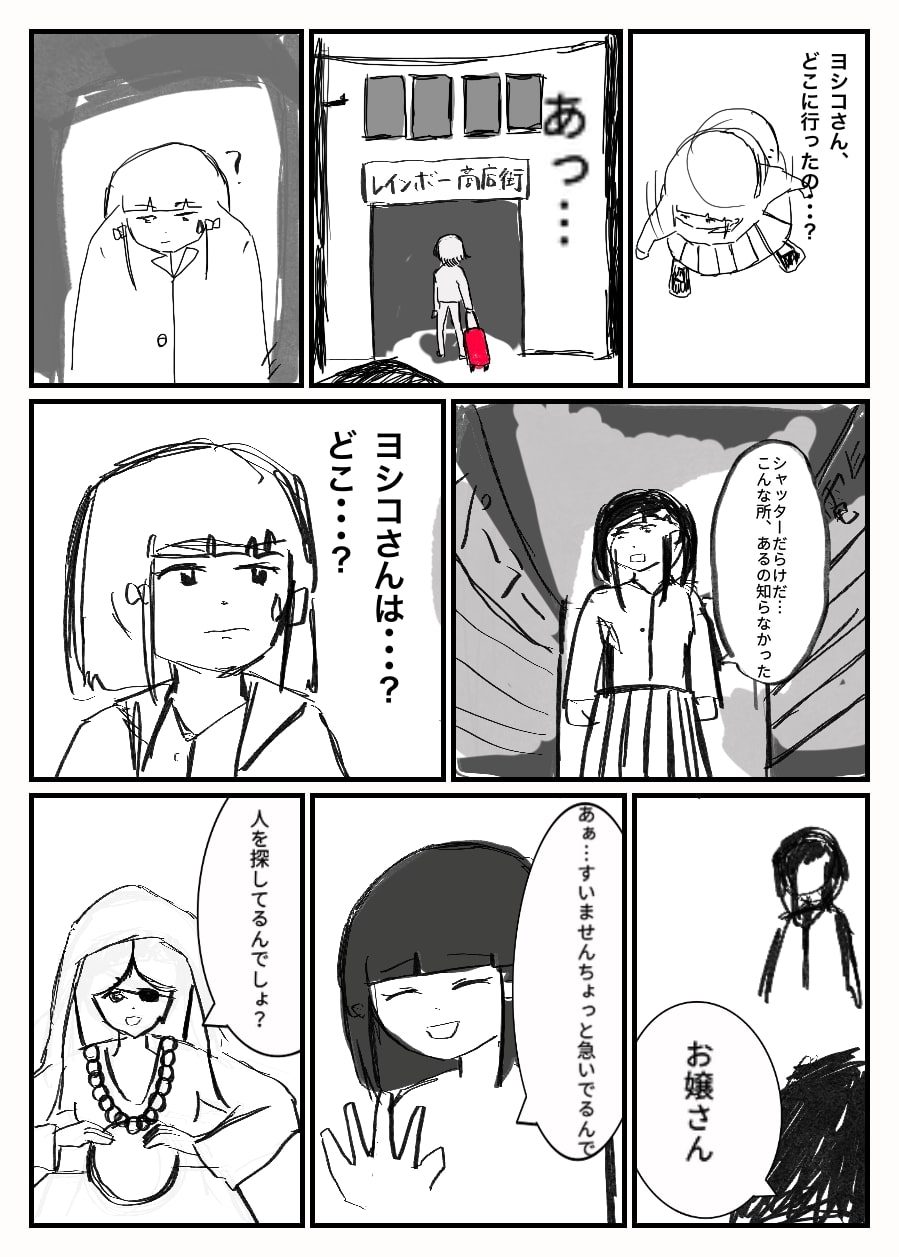 ヨシコさん、
どこに行ったの・・・？
あっ・・・
レインボー商店街
？
シャッターだらけだ…
こんな所、あるの知らなかった
ヨシコさんは・・・？
どこ・・・？
お嬢さん
あぁ…すいませんちょっと急いでるんで
人を探してるんでしょ？